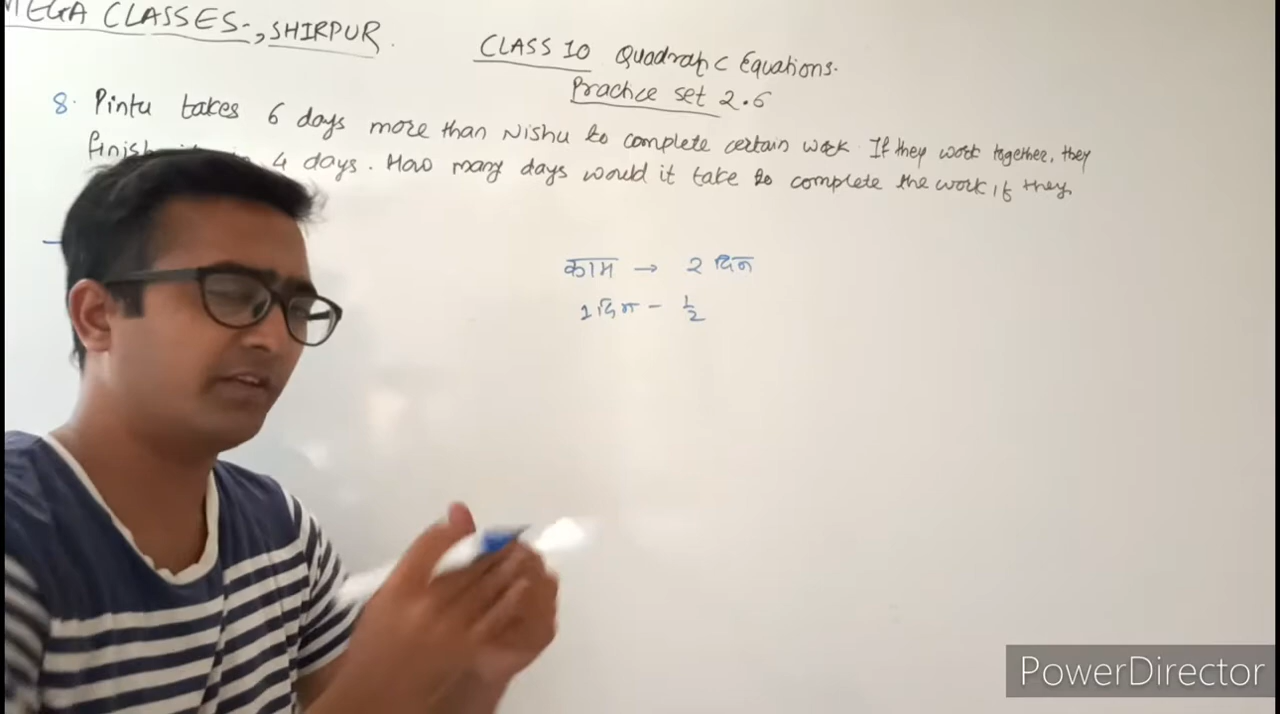 MEGA CLASSES-, SHIRPUR.
CLASS 10 Quadratic Equations.
Practice set 2.6
8. Pintu takes 6 days more than Nishu to complete certain work. If they work together, they
finish 4 days. How many days would it take to complete the work if they
काम → 2 दिन
1 दिन - 1/2
PowerDirector